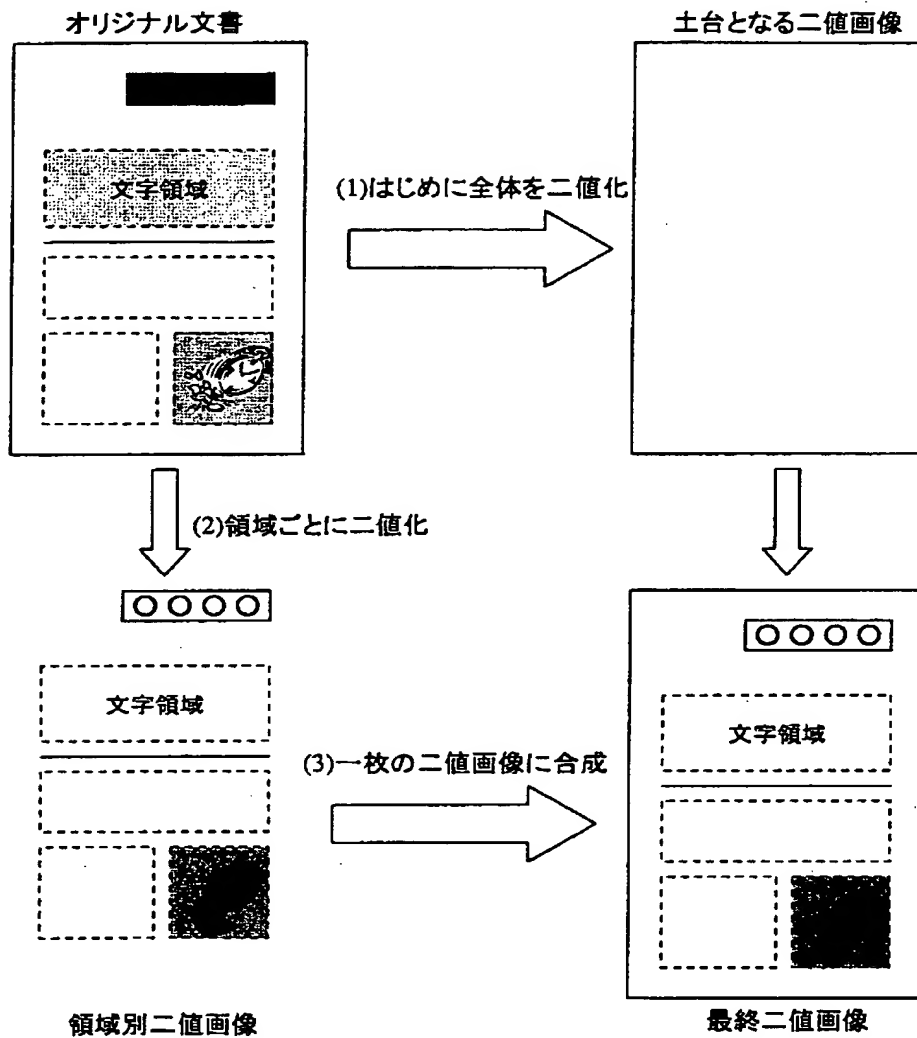 オリジナル文書
土台となる二値画像
文字領域
(1)はじめに全体を二値化
(2)領域ごとに二値化
○○○○
文字領域
(3)一枚の二値画像に合成
○○○○
文字領域
領域別二値画像
最終二値画像